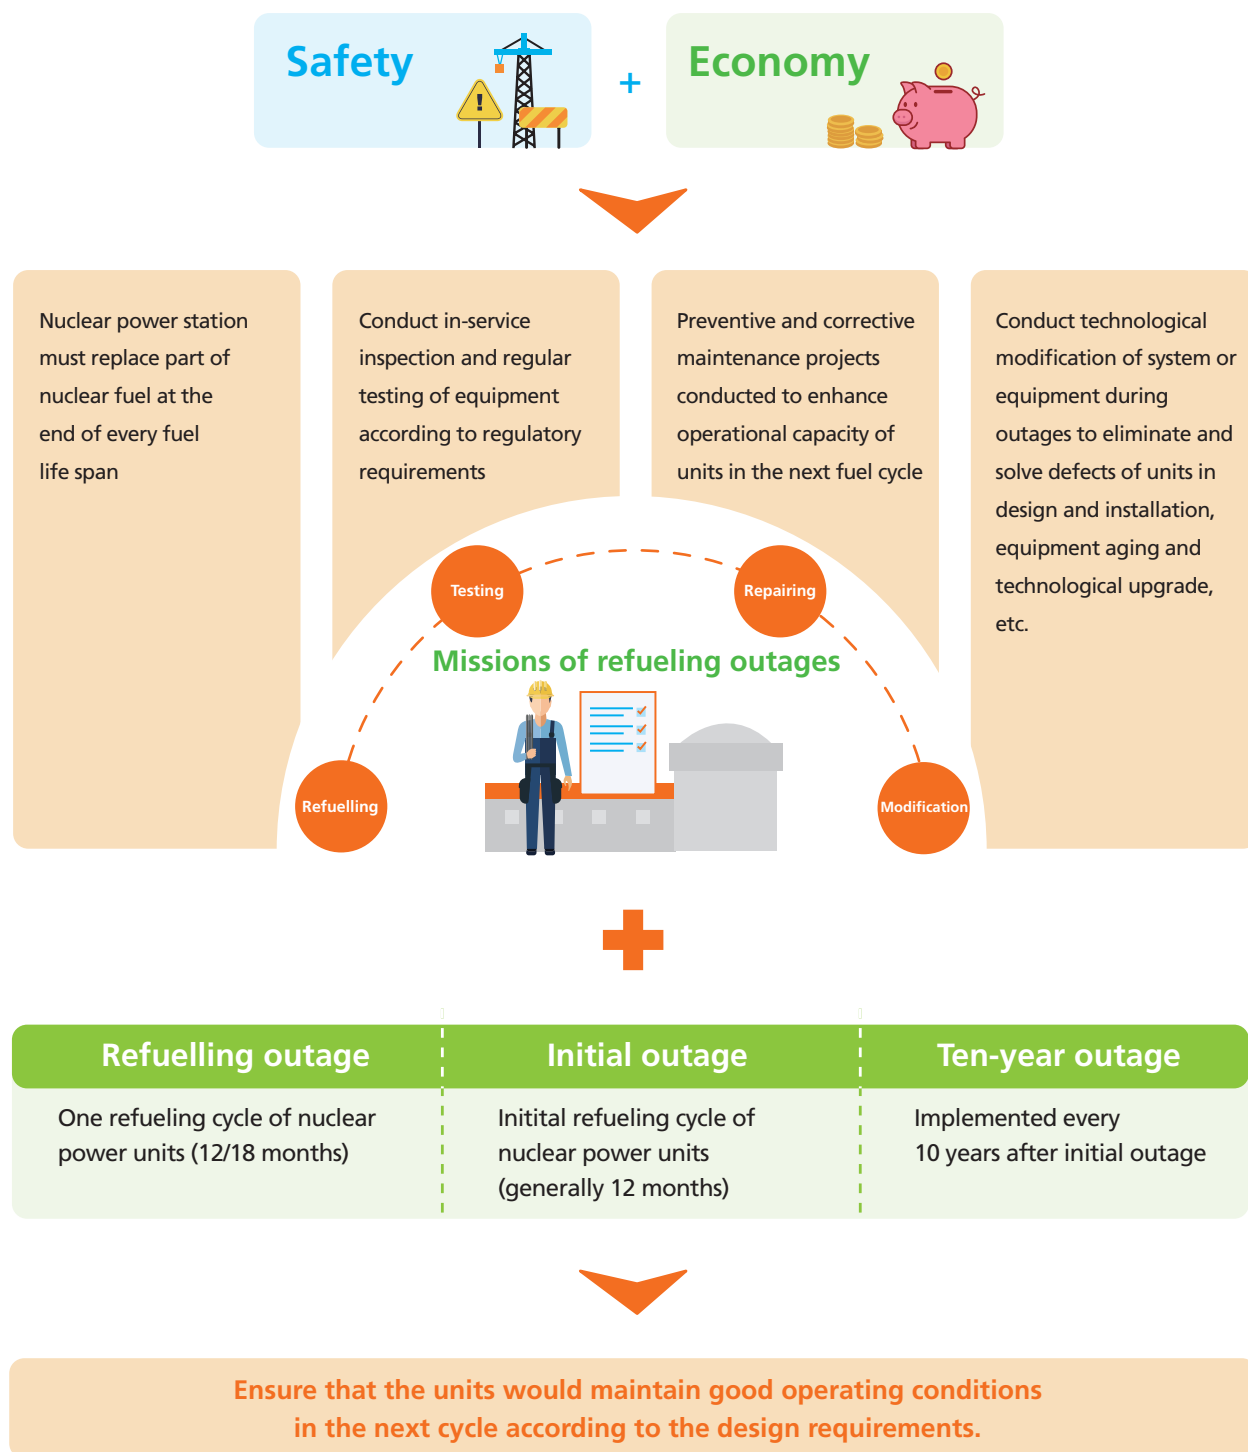 Safety
+
Economy
Nuclear power station
must replace part of
nuclear fuel at the
end of every fuel
life span
Conduct in-service
inspection and regular
testing of equipment
according to regulatory
requirements
Preventive and corrective
maintenance projects
conducted to enhance
operational capacity of
units in the next fuel cycle
Conduct technological
modification of system or
equipment during
outages to eliminate and
solve defects of units in
design and installation,
equipment aging and
technological upgrade,
etc.
Testing
Repairing
Missions of refueling outages
Refuelling
Modification
Refuelling outage
One refueling cycle of nuclear
power units (12/18 months)
Initial outage
Initital refueling cycle of
nuclear power units
(generally 12 months)
Ten-year outage
Implemented every
10 years after initial outage
Ensure that the units would maintain good operating conditions
in the next cycle according to the design requirements.